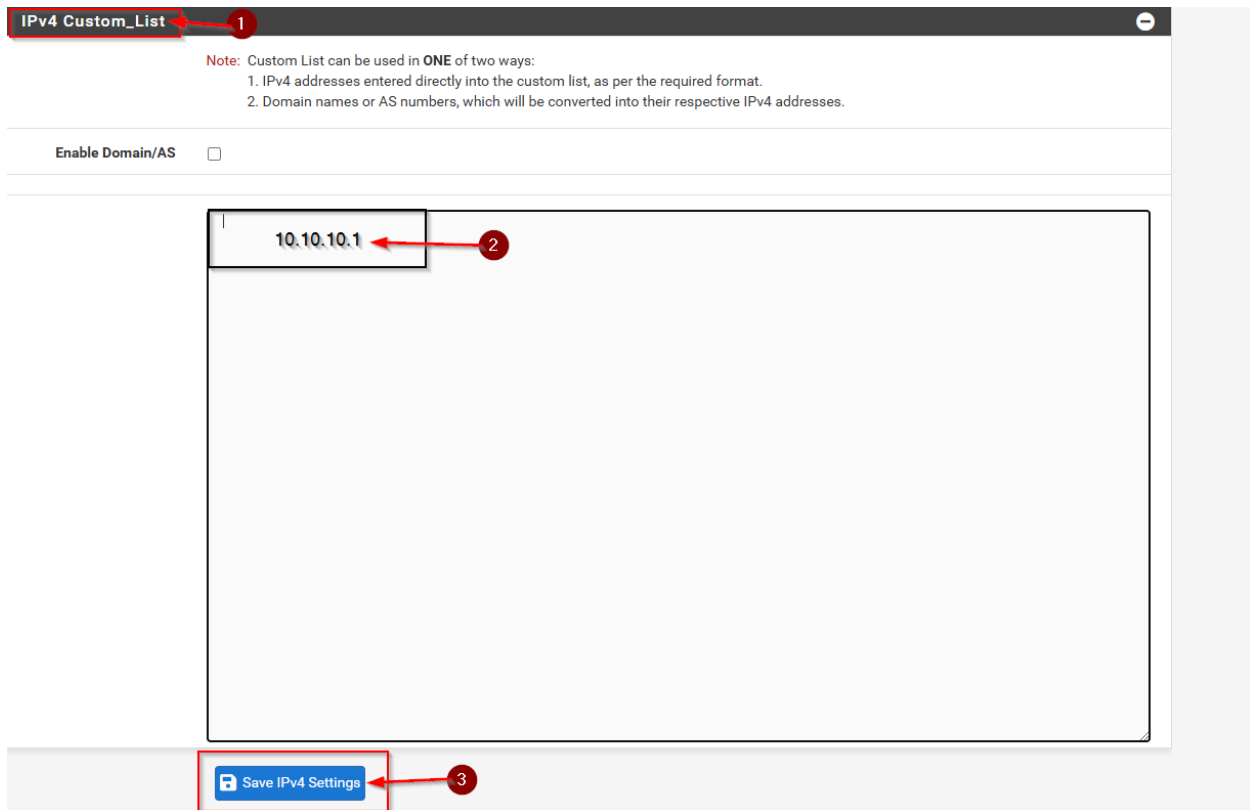 IPv4 Custom_List
1
Note: Custom List can be used in ONE of two ways:
1. IPv4 addresses entered directly into the custom list, as per the required format.
2. Domain names or AS numbers, which will be converted into their respective IPv4 addresses.
Enable Domain/AS
10.10.10.1
2
Save IPv4 Settings
3